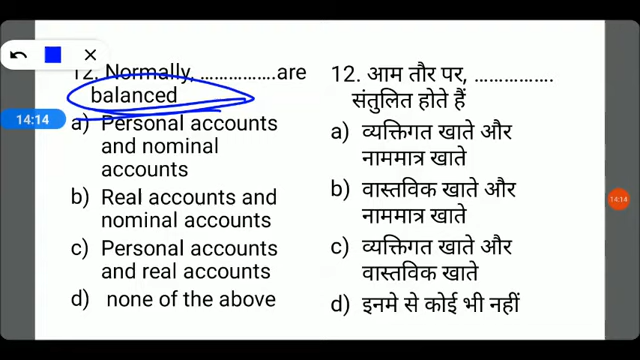 12. Normally, ……………are
balanced
a) Personal accounts
and nominal
accounts
b) Real accounts and
nominal accounts
c) Personal accounts
and real accounts
d) none of the above
12. आम तौर पर, ……………
संतुलित होते हैं
a) व्यक्तिगत खाते और
नाममात्र खाते
b) वास्तविक खाते और
नाममात्र खाते
c) व्यक्तिगत खाते और
वास्तविक खाते
d) इनमे से कोई भी नहीं
14:14
14:14